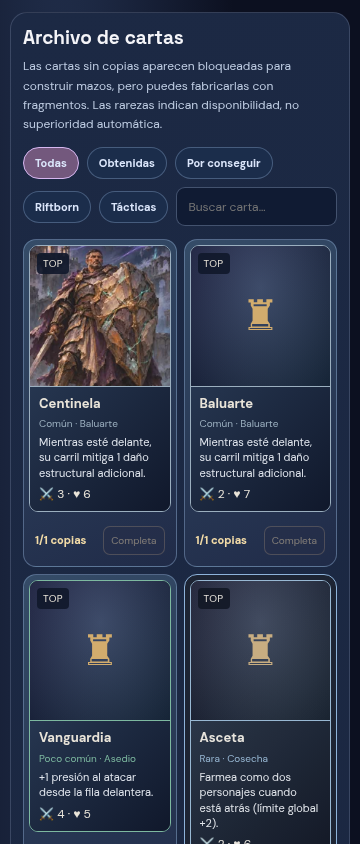 Archivo de cartas
Las cartas sin copias aparecen bloqueadas para
construir mazos, pero puedes fabricarlas con
fragmentos. Las rarezas indican disponibilidad, no
superioridad automática.
Todas
Obtenidas
Por conseguir
Riftborn
Tácticas
Buscar carta...
TOP
Centinela
Común · Baluarte
Mientras esté delante,
su carril mitiga 1 daño
estructural adicional.
⚔️ 3 · ♥ 6
1/1 copias
Completa
TOP
Baluarte
Común · Baluarte
Mientras esté delante,
su carril mitiga 1 daño
estructural adicional.
⚔️ 2 · ♥ 7
1/1 copias
Completa
TOP
Vanguardia
Poco común · Asedio
+1 presión al atacar
desde la fila delantera.
⚔️ 4 · ♥ 5
TOP
Asceta
Rara · Cosecha
Farmea como dos
personajes cuando
está atrás (límite global
+2).